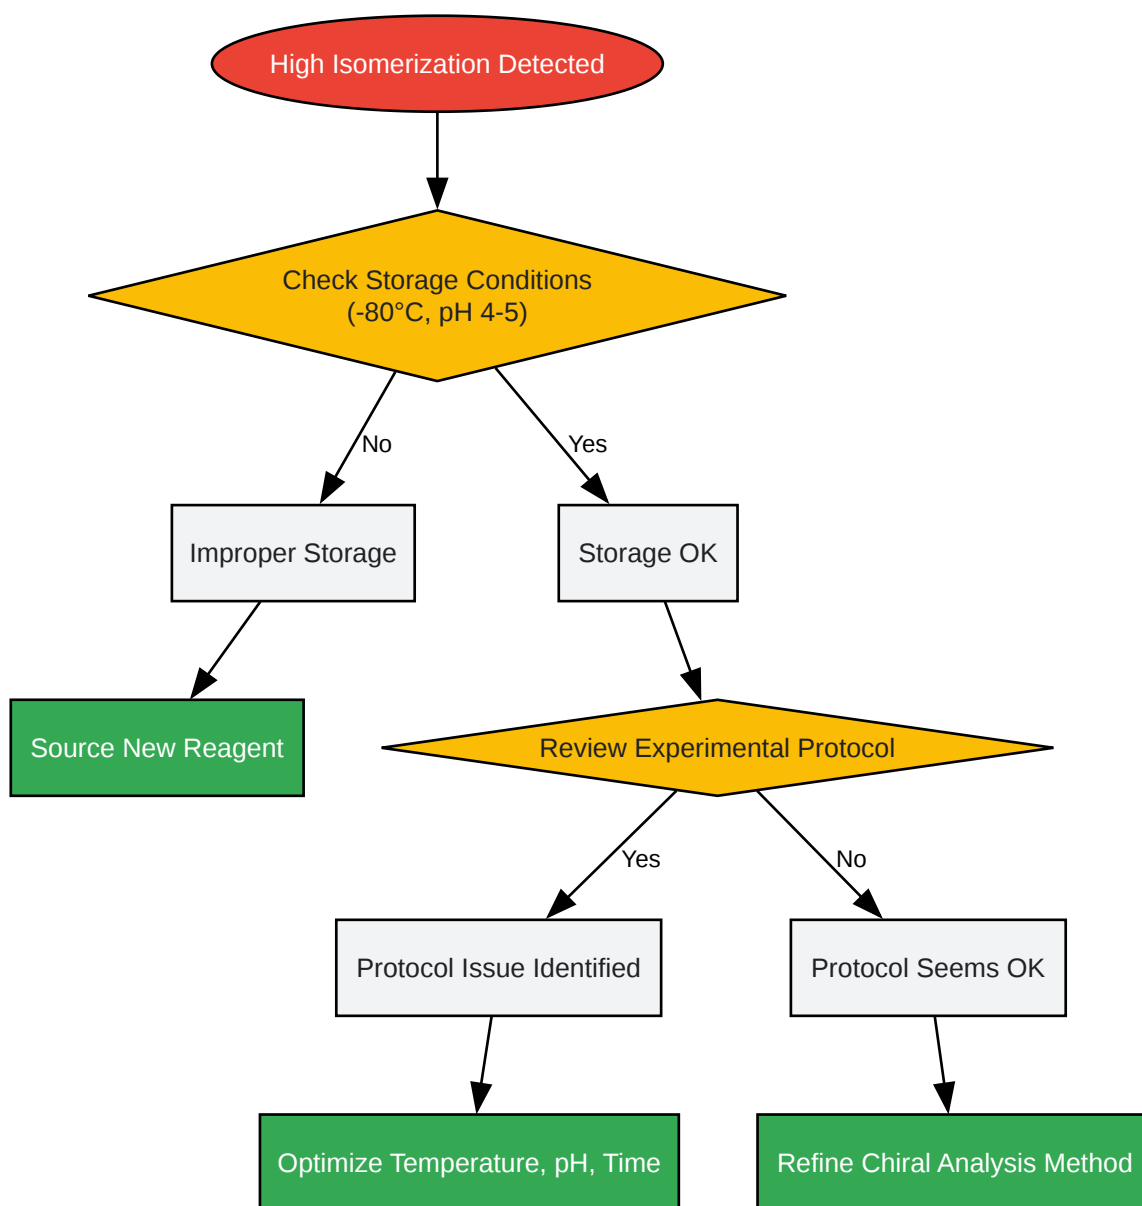 High Isomerization Detected
Check Storage Conditions
(-80°C, pH 4-5)
No
Yes
Improper Storage
Storage OK
Source New Reagent
Review Experimental Protocol
Yes
No
Protocol Issue Identified
Protocol Seems OK
Optimize Temperature, pH, Time
Refine Chiral Analysis Method